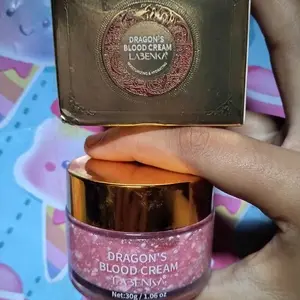 DRAGON'S
BLOOD CREAM
LABENKA
DRAGON'S
BLOOD CREAM
LABENKA
Net:30g / 1.06 oz